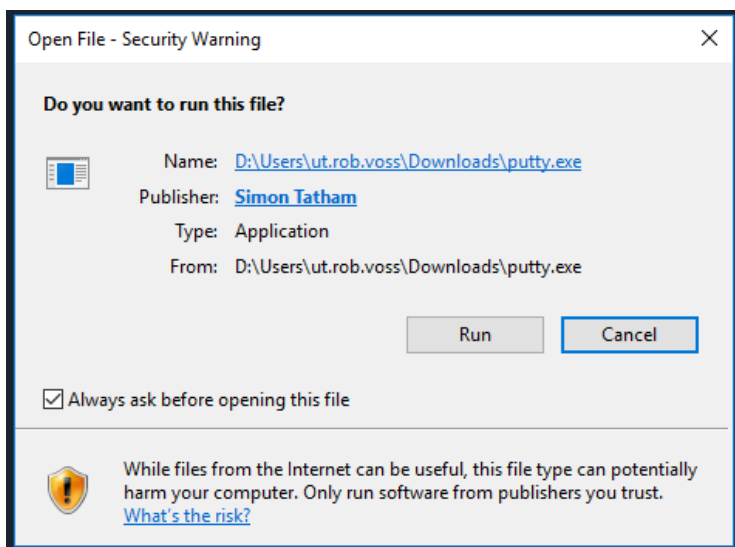 Open File - Security Warning
Do you want to run this file?
Name: D:\Users\ut.rob.voss\Downloads\putty.exe
Publisher: Simon Tatham
Type: Application
From: D:\Users\ut.rob.voss\Downloads\putty.exe
Run Cancel
Always ask before opening this file
While files from the Internet can be useful, this file type can potentially
harm your computer. Only run software from publishers you trust.
What's the risk?